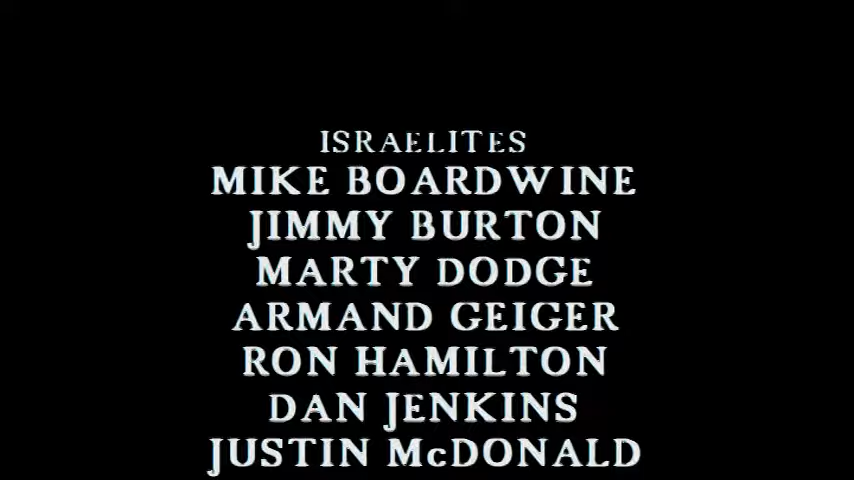 ISRAELITES
MIKE BOARDWINE
JIMMY BURTON
MARTY DODGE
ARMAND GEIGER
RON HAMILTON
DAN JENKINS
JUSTIN McDONALD